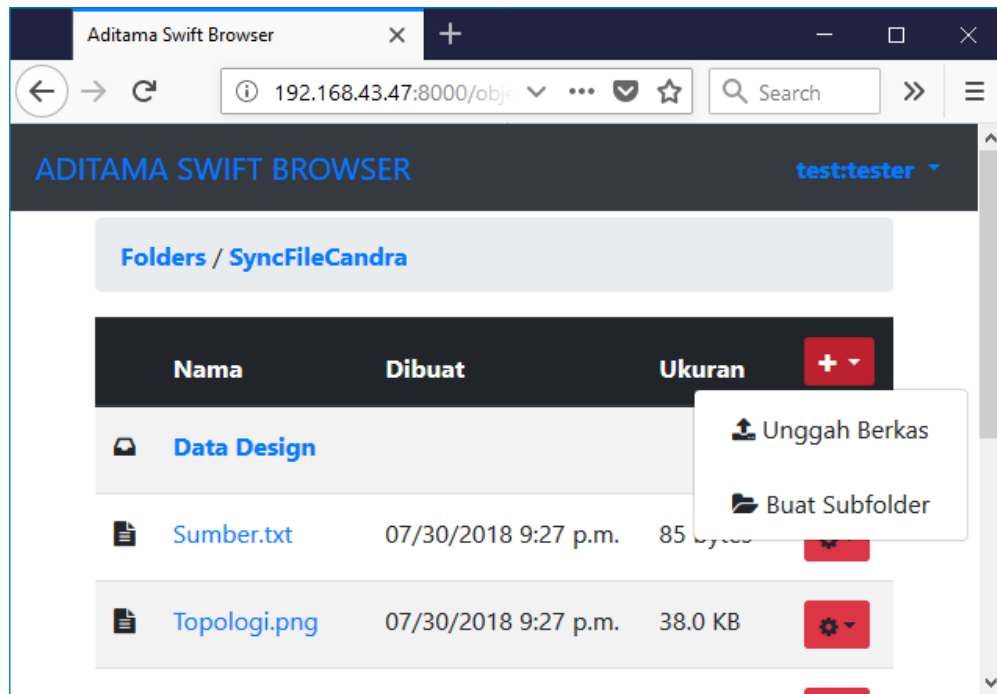 Aditama Swift Browser
192.168.43.47:8000/obj
Search
ADITAMA SWIFT BROWSER
test:tester
Folders / SyncFileCandra
Nama Dibuat Ukuran
Unggah Berkas
Data Design
Buat Subfolder
Sumber.txt 07/30/2018 9:27 p.m. 85 bytes
Topologi.png 07/30/2018 9:27 p.m. 38.0 KB